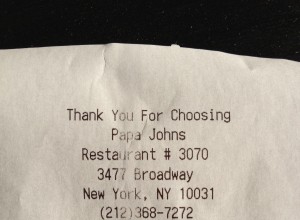 Thank You For Choosing
Papa Johns
Restaurant # 3070
3477 Broadway
New York, NY 10031
(212)368-7272